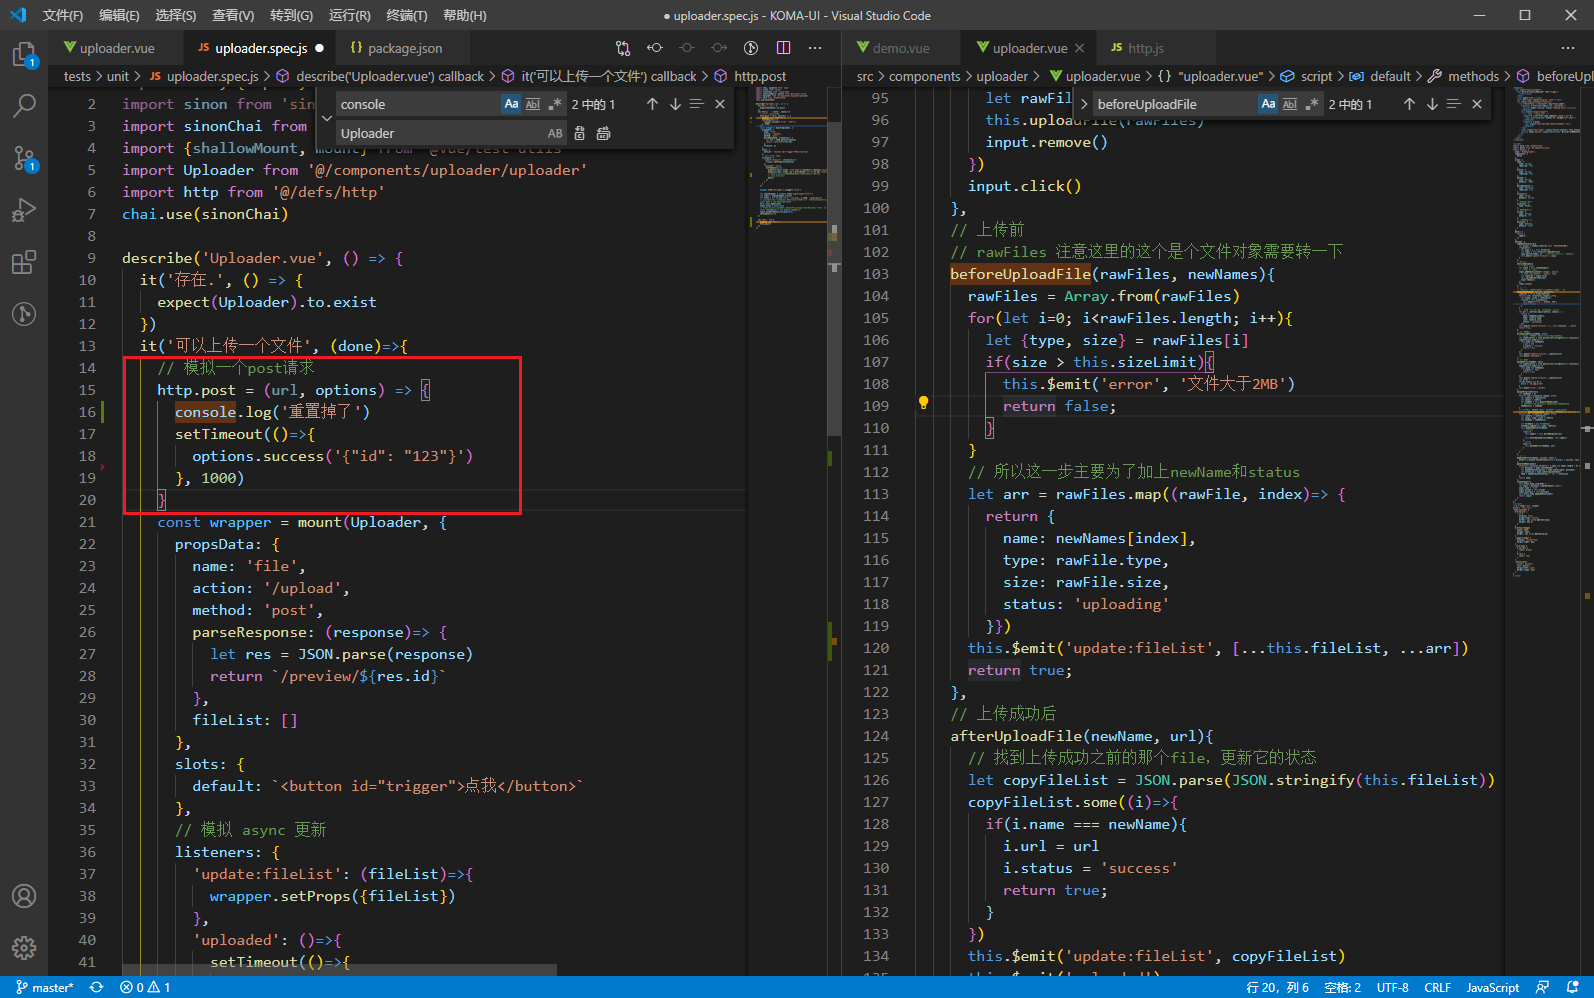 文件(F) 编辑(E) 选择(S) 查看(V) 转到(G) 运行(R) 终端(T) 帮助(H)
● uploader.spec.js - KOMA-UI - Visual Studio Code
uploader.vue
JS uploader.spec.js ●
{} package.json
tests > unit > JS uploader.spec.js > describe('Uploader.vue') callback > it('可以上传一个文件') callback > http.post
console Aa Abl .* 2 中的 1
Uploader AB
2 import sinon from 'sin
3 import sinonChai from
4 import {shallowMount, mount} from '@vue/test-utils'
5 import Uploader from '@/components/uploader/uploader'
6 import http from '@/defs/http'
7 chai.use(sinonChai)
8
9 describe('Uploader.vue', () => {
10 it('存在.', () => {
11 expect(Uploader).to.exist
12 })
13 it('可以上传一个文件', (done)=>{
14 // 模拟一个post请求
15 http.post = (url, options) => {
16 console.log('重置掉了')
17 setTimeout(()=>{
18 options.success('{"id": "123"}')
19 }, 1000)
20 }
21 const wrapper = mount(Uploader, {
22 propsData: {
23 name: 'file',
24 action: '/upload',
25 method: 'post',
26 parseResponse: (response)=> {
27 let res = JSON.parse(response)
28 return `/preview/${res.id}`
29 },
30 fileList: []
31 },
32 slots: {
33 default: `<button id="trigger">点我</button>`
34 },
35 // 模拟 async 更新
36 listeners: {
37 'update:fileList': (fileList)=>{
38 wrapper.setProps({fileList})
39 },
40 'uploaded': ()=>{
41 setTimeout(()=>{
demo.vue
uploader.vue
JS http.js
src > components > uploader > uploader.vue > {} "uploader.vue" > script > default > methods > beforeUpl
beforeUploadFile Aa Abl .* 2 中的 1
95 let rawFil
96 this.uploadFile(rawFiles)
97 input.remove()
98 })
99 input.click()
100 },
101 // 上传前
102 // rawFiles 注意这里的这个是个文件对象需要转一下
103 beforeUploadFile(rawFiles, newNames){
104 rawFiles = Array.from(rawFiles)
105 for(let i=0; i<rawFiles.length; i++){
106 let {type, size} = rawFiles[i]
107 if(size > this.sizeLimit){
108 this.$emit('error', '文件大于2MB')
109 return false;
110 }
111 }
112 // 所以这一步主要为了加上newName和status
113 let arr = rawFiles.map((rawFile, index)=> {
114 return {
115 name: newNames[index],
116 type: rawFile.type,
117 size: rawFile.size,
118 status: 'uploading'
119 }})
120 this.$emit('update:fileList', [...this.fileList, ...arr])
121 return true;
122 },
123 // 上传成功后
124 afterUploadFile(newName, url){
125 // 找到上传成功之前的那个file, 更新它的状态
126 let copyFileList = JSON.parse(JSON.stringify(this.fileList))
127 copyFileList.some((i)=>{
128 if(i.name === newName){
129 i.url = url
130 i.status = 'success'
131 return true;
132 }
133 })
134 this.$emit('update:fileList', copyFileList)
1
1
master*
0 1
行 20, 列 6 空格: 2 UTF-8 CRLF JavaScript